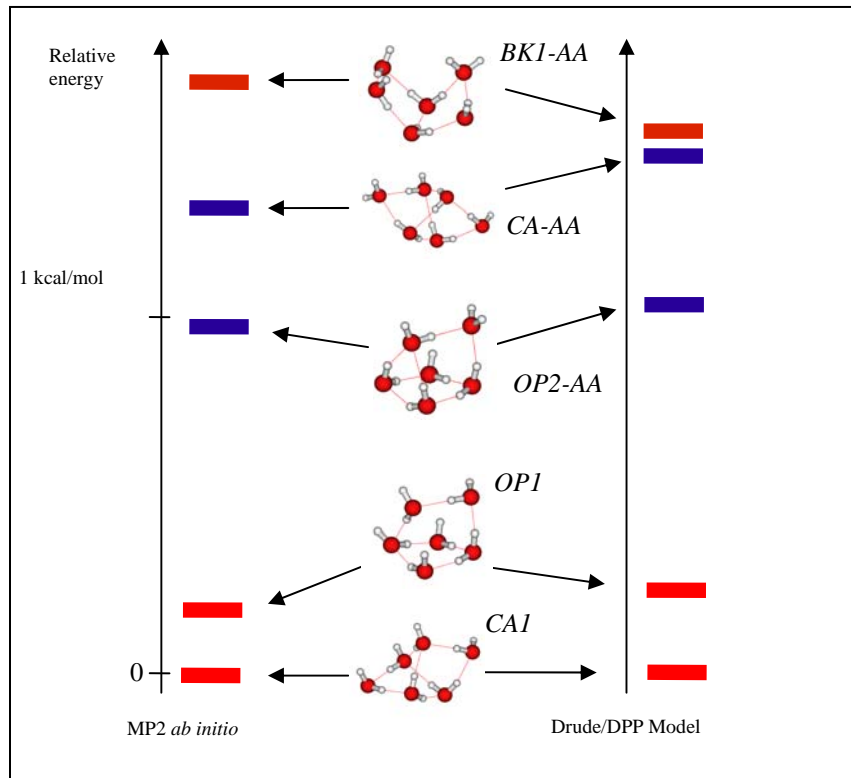 Relative
energy
BK1-AA
CA-AA
1 kcal/mol
OP2-AA
OP1
CA1
0
MP2 ab initio
Drude/DPP Model